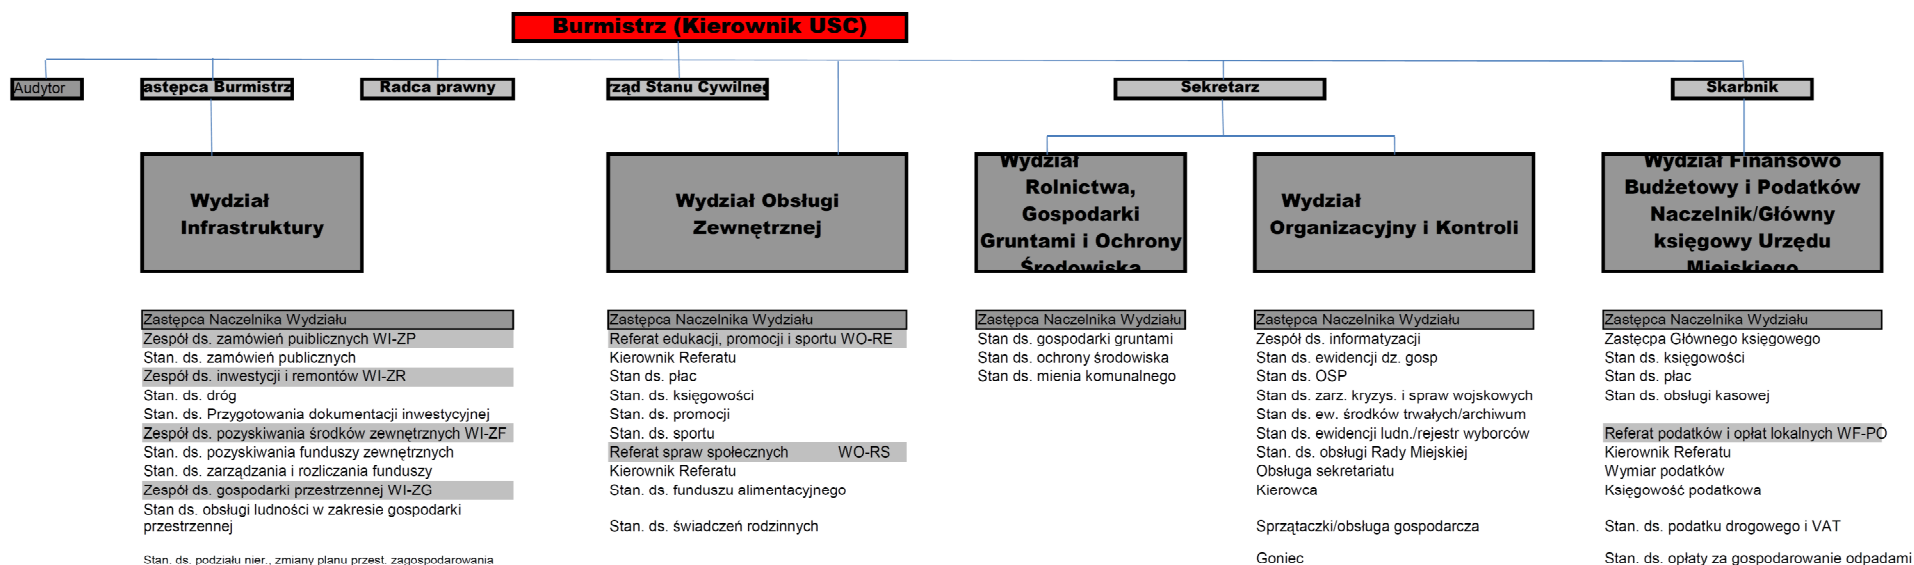 Burmistrz (Kierownik USC)
Audytor
astępca Burmistrz
Radca prawny
rząd Stanu Cywilneg
Sekretarz
Skarbnik
Wydział
Infrastruktury
Wydział Obsługi
Zewnętrznej
Wydział
Rolnictwa,
Gospodarki
Gruntami i Ochrony
Środowiska
Wydział
Organizacyjny i Kontroli
Wydział Finansowo
Budżetowy i Podatków
Naczelnik/Główny
księgowy Urzędu
Miejskiego
Zastępca Naczelnika Wydziału
Zespół ds. zamówień puiblicznych WI-ZP
Stan. ds. zamówień publicznych
Zespół ds. inwestycji i remontów WI-ZR
Stan. ds. dróg
Stan. ds. Przygotowania dokumentacji inwestycyjnej
Zespół ds. pozyskiwania środków zewnętrznych WI-ZF
Stan. ds. pozyskiwania funduszy zewnętrznych
Stan. ds. zarządzania i rozliczania funduszy
Zespół ds. gospodarki przestrzennej WI-ZG
Stan ds. obsługi ludności w zakresie gospodarki
przestrzennej
Stan. ds. podziału nier., zmiany planu przest. zagospodarowania
Zastępca Naczelnika Wydziału
Referat edukacji, promocji i sportu WO-RE
Kierownik Referatu
Stan ds. płac
Stan. ds. księgowości
Stan. ds. promocji
Stan. ds. sportu
Referat spraw społecznych WO-RS
Kierownik Referatu
Stan. ds. funduszu alimentacyjnego
Stan. ds. świadczeń rodzinnych
Zastępca Naczelnika Wydziału
Stan ds. gospodarki gruntami
Stan ds. ochrony środowiska
Stan ds. mienia komunalnego
Zastępca Naczelnika Wydziału
Zespół ds. informatyzacji
Stan ds. ewidencji dz. gosp
Stan ds. OSP
Stan ds. zarz. kryzys. i spraw wojskowych
Stan ds. ew. środków trwałych/archiwum
Stan ds. ewidencji ludn./rejestr wyborców
Stan. ds. obsługi Rady Miejskiej
Obsługa sekretariatu
Kierowca
Sprzątaczki/obsługa gospodarcza
Goniec
Zastępca Naczelnika Wydziału
Zastęcpa Głównego księgowego
Stan ds. księgowości
Stan ds. płac
Stan ds. obsługi kasowej
Referat podatków i opłat lokalnych WF-PO
Kierownik Referatu
Wymiar podatków
Księgowość podatkowa
Stan. ds. podatku drogowego i VAT
Stan. ds. opłaty za gospodarowanie odpadami